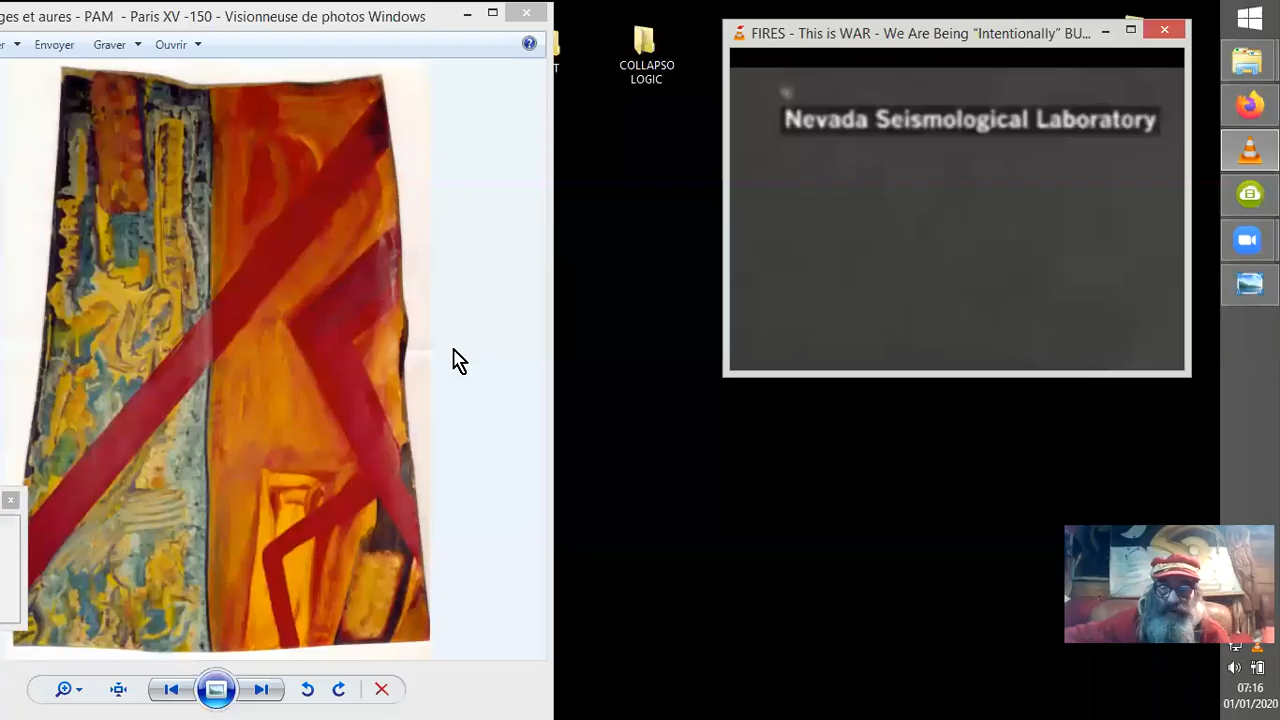 ges et aures - PAM - Paris XV -150 - Visionneuse de photos Windows
Envoyer Graver Ouvrir
T
COLLAPSO
LOGIC
FIRES - This is WAR - We Are Being “Intentionally” BU...
Nevada Seismological Laboratory
07:16
01/01/2020